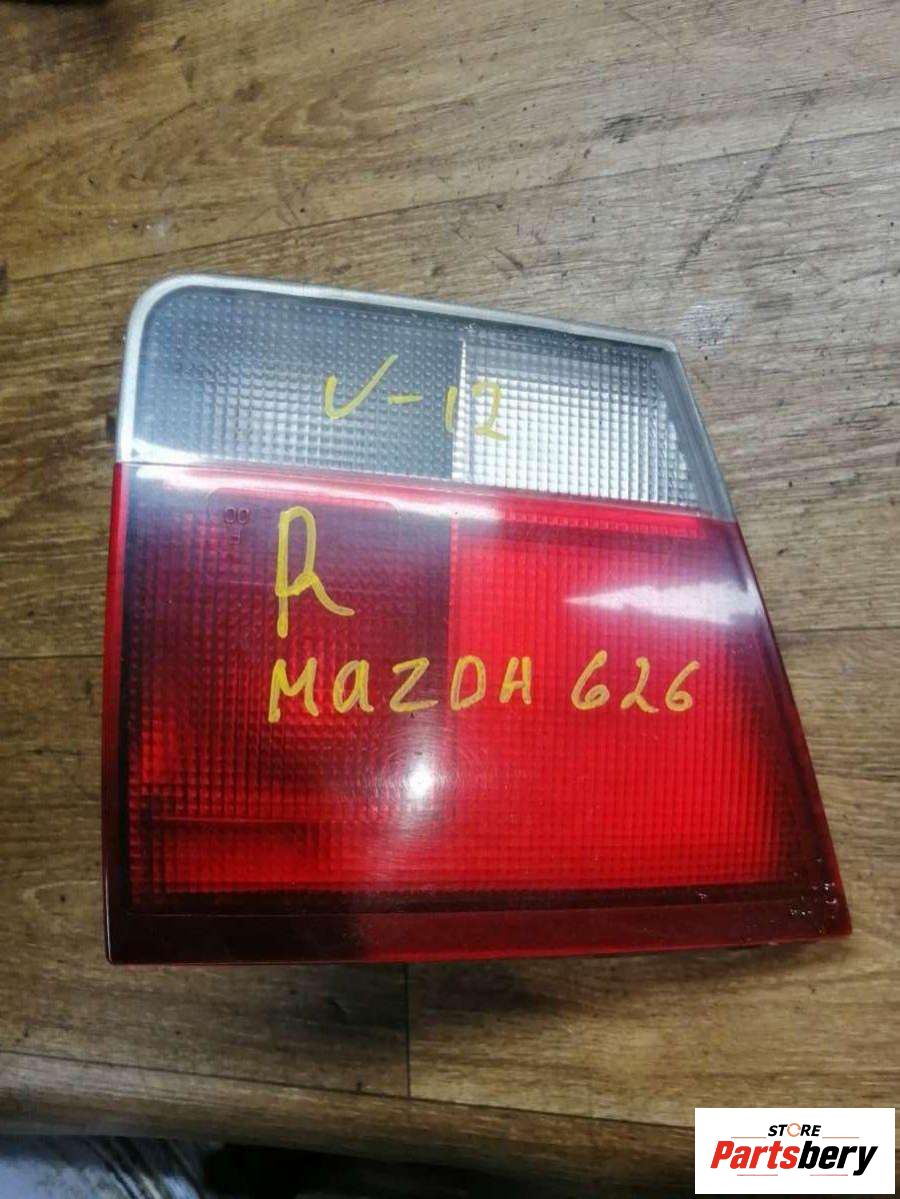 V-12
R
MAZDA 626
STORE
Partsbery